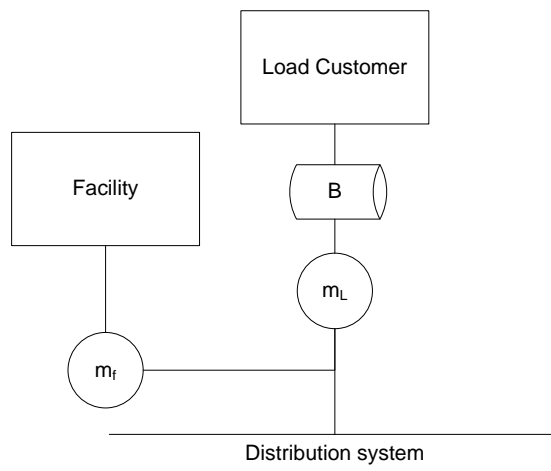 Load Customer
Facility
B
mL
mf
Distribution system